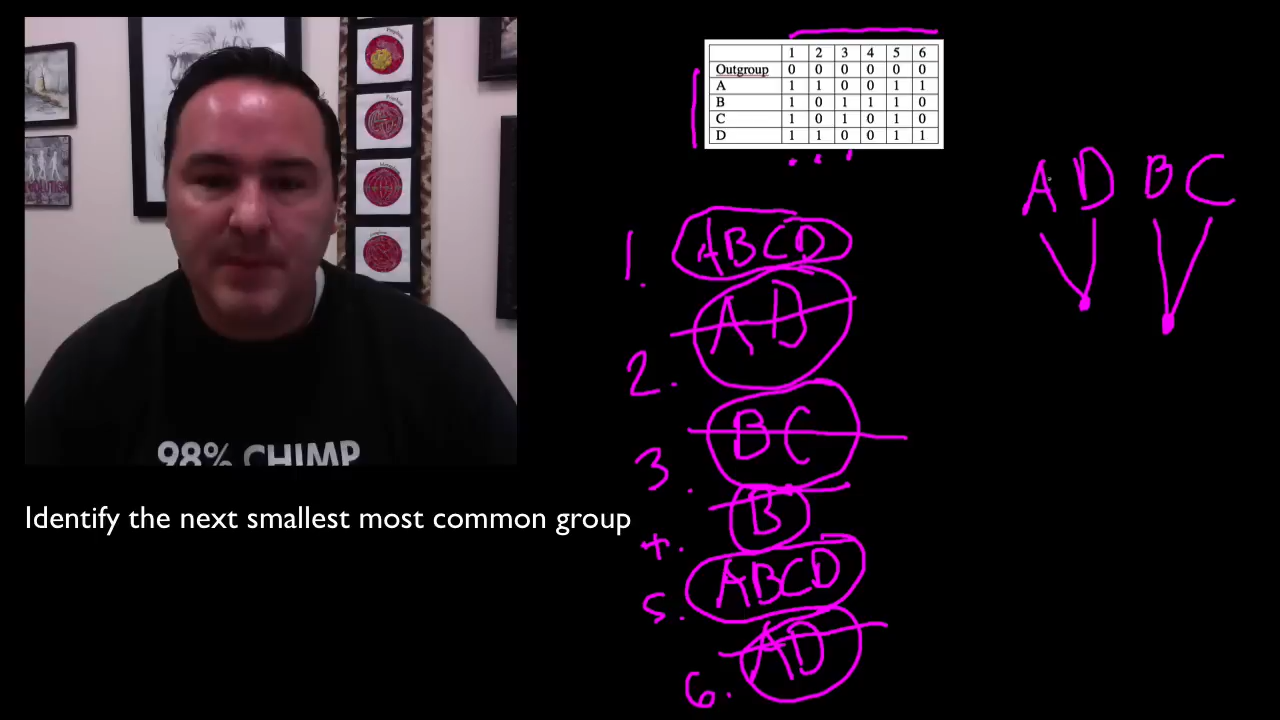 1 2 3 4 5 6
Outgroup 0 0 0 0 0 0
A 1 1 0 0 1 1
B 1 0 1 1 1 0
C 1 0 1 0 1 0
D 1 1 0 0 1 1
A D B C
1. ABCD
2. AD
3. BC
4. B
5. ABCD
6. AD
EVOLUTION
98% CHIMP
Identify the next smallest most common group